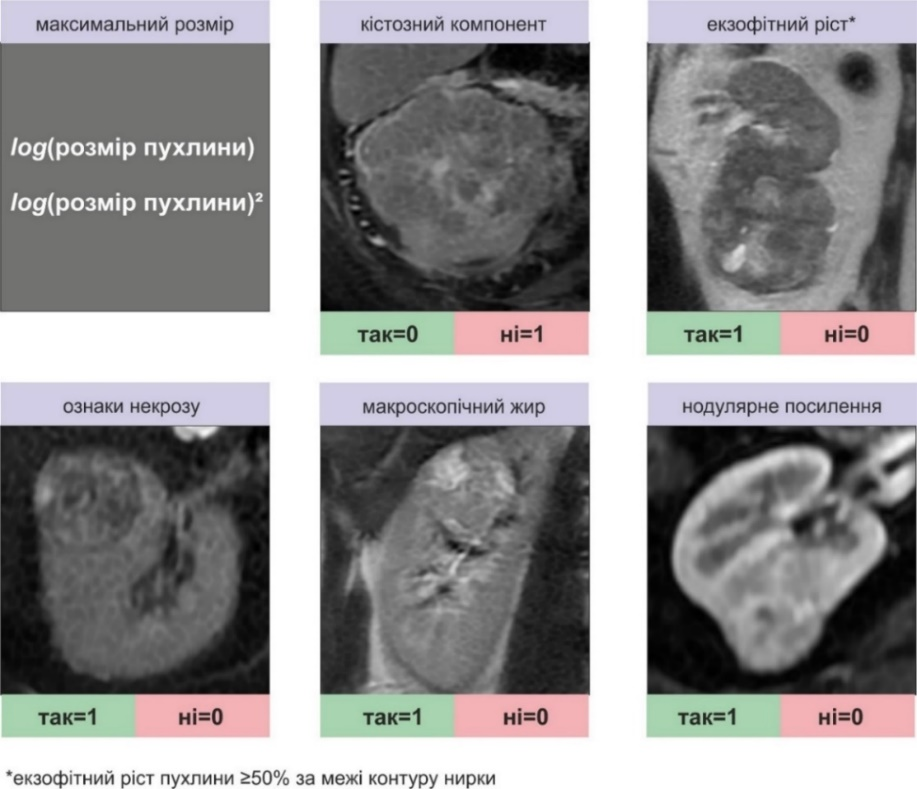 максимальний розмір
кістозний компонент
екзофітний ріст*
log(розмір пухлини)
log(розмір пухлини)²
так=0
ні=1
так=1
ні=0
ознаки некрозу
макроскопічний жир
нодулярне посилення
так=1
ні=0
так=1
ні=0
так=1
ні=0
*екзофітний ріст пухлини ≥50% за межі контуру нирки